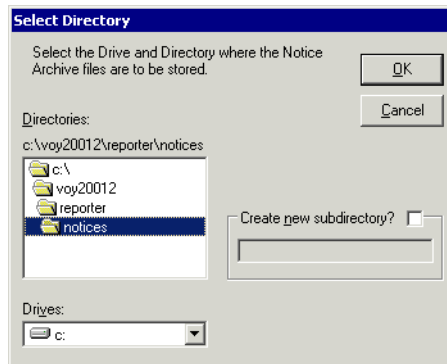 Select Directory
Select the Drive and Directory where the Notice
Archive files are to be stored.
OK
Cancel
Directories:
c:\voy20012\reporter\notices
c:\
voy20012
reporter
notices
Create new subdirectory?
Drives:
c: